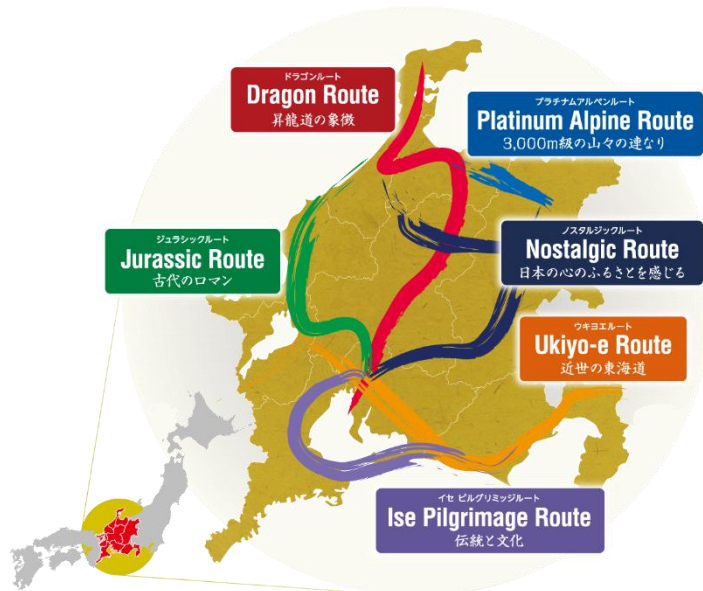 ドラゴンルート
Dragon Route
昇龍道の象徴
プラチナムアルペンルート
Platinum Alpine Route
3,000m級の山々の連なり
ジュラシックルート
Jurassic Route
古代のロマン
ノスタルジックルート
Nostalgic Route
日本の心のふるさとを感じる
ウキヨエルート
Ukiyo-e Route
近世の東海道
イセ ピルグリミッジルート
Ise Pilgrimage Route
伝統と文化